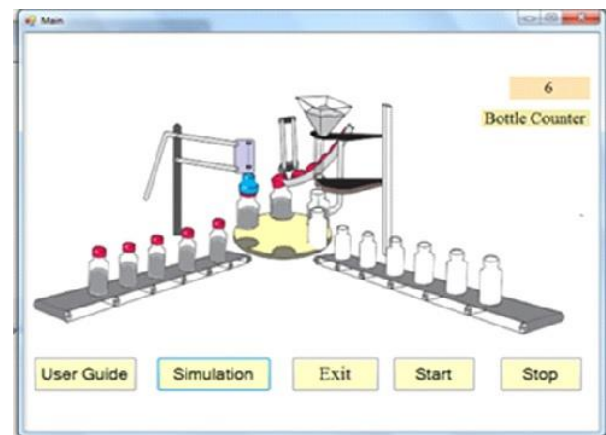 Main
6
Bottle Counter
User Guide
Simulation
Exit
Start
Stop